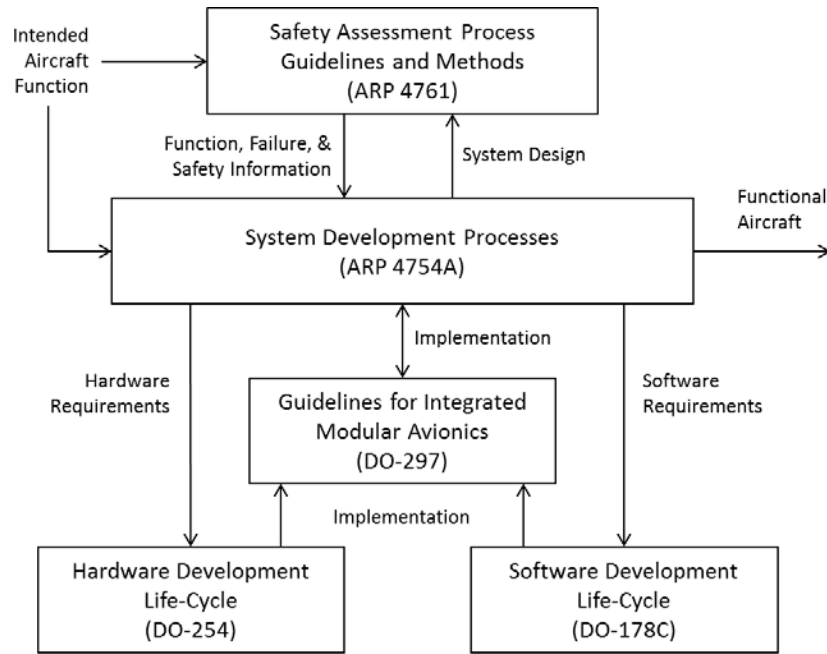 Intended
Aircraft
Function
Safety Assessment Process
Guidelines and Methods
(ARP 4761)
Function, Failure, &
Safety Information
System Design
System Development Processes
(ARP 4754A)
Functional
Aircraft
Implementation
Hardware
Requirements
Software
Requirements
Guidelines for Integrated
Modular Avionics
(DO-297)
Implementation
Hardware Development
Life-Cycle
(DO-254)
Software Development
Life-Cycle
(DO-178C)